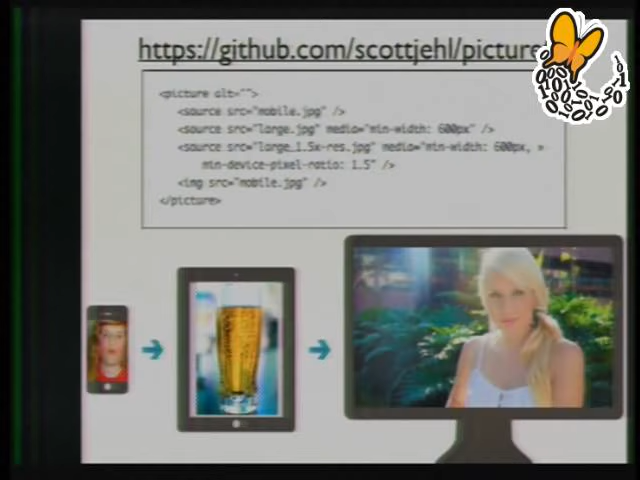 https://github.com/scottjehl/picture
<picture alt="">
<source src="mobile.jpg" />
<source src="large.jpg" media="min-width: 600px" />
<source src="large_1.5x-res.jpg" media="min-width: 600px,
min-device-pixel-ratio: 1.5" />
<img src="mobile.jpg" />
</picture>